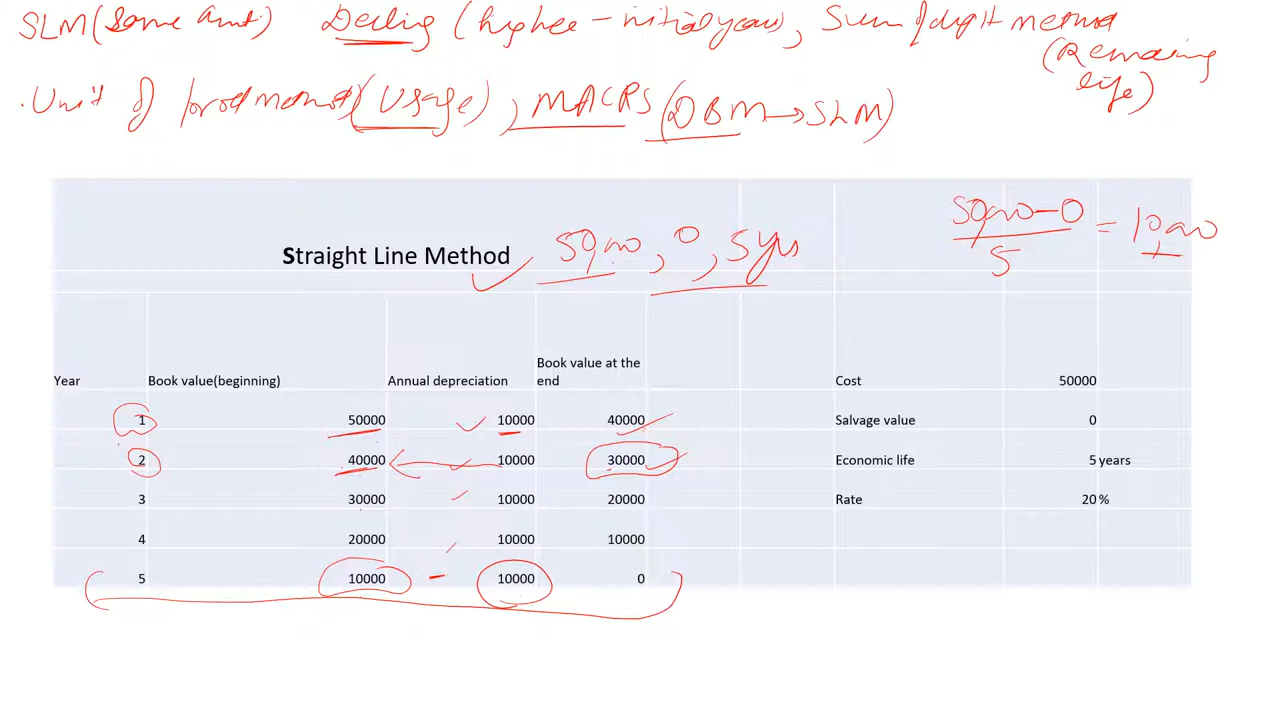 SLM (Same Amt) Decling (higher - initial years), Sum of digit method
(Remaining
life)
. Unit of prod method (Usage), MACRS (DBM → SLM)
50,000 - 0
5
= 10,000
Straight Line Method 50,000, 0, 5 yrs
Year Book value(beginning) Annual depreciation Book value at the end Cost 50000
1 50000 10000 40000 Salvage value 0
2 40000 10000 30000 Economic life 5 years
3 30000 10000 20000 Rate 20 %
4 20000 10000 10000
5 10000 - 10000 0